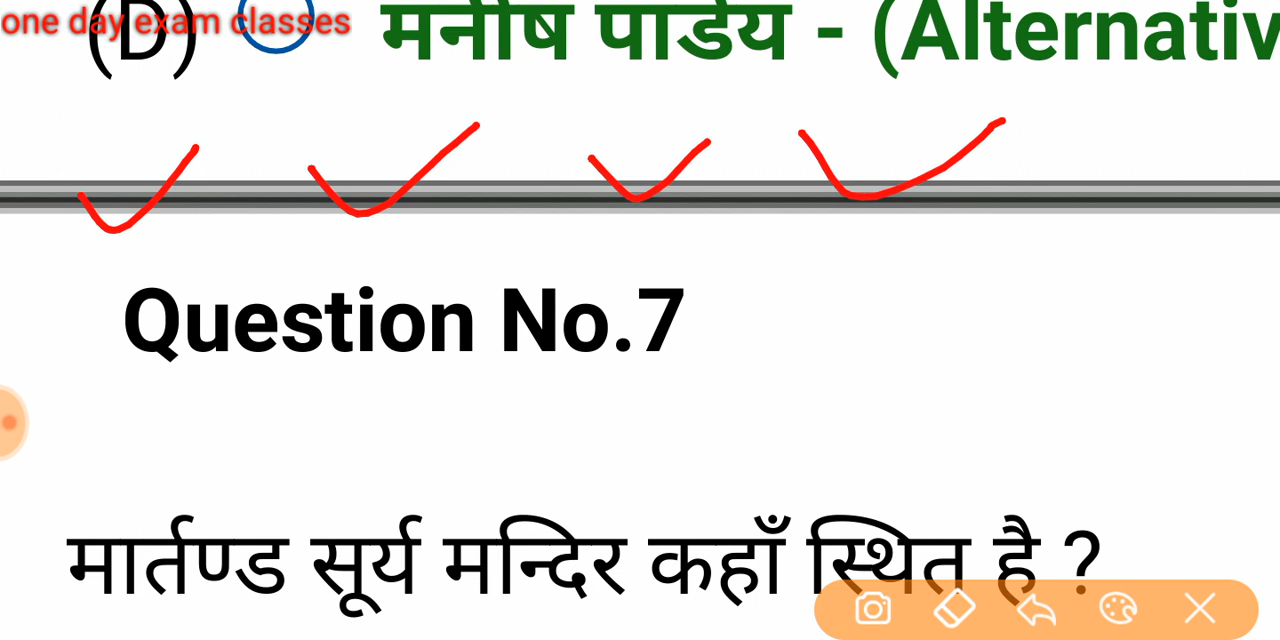 one day exam classes
(D) मनीष पाडेय - (Alternativ
Question No.7
मार्तण्ड सूर्य मन्दिर कहाँ स्थित है ?